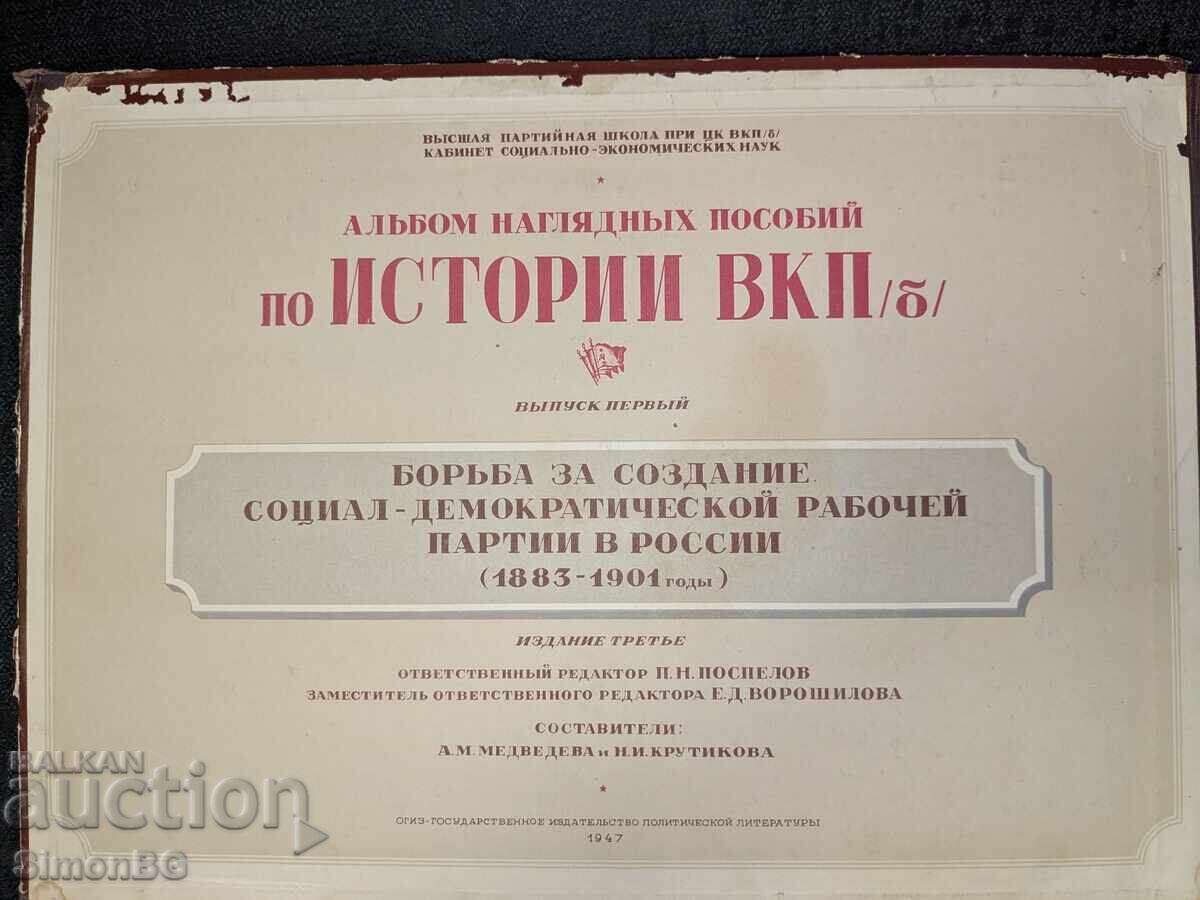 ВЫСШАЯ ПАРТИЙНАЯ ШКОЛА ПРИ ЦК ВКП/б/
КАБИНЕТ СОЦИАЛЬНО-ЭКОНОМИЧЕСКИХ НАУК
АЛЬБОМ НАГЛЯДНЫХ ПОСОБИЙ
ПО ИСТОРИИ ВКП/б/
ВЫПУСК ПЕРВЫЙ
БОРЬБА ЗА СОЗДАНИЕ
СОЦИАЛ-ДЕМОКРАТИЧЕСКОЙ РАБОЧЕЙ
ПАРТИИ В РОССИИ
(1883-1901 годы)
ИЗДАНИЕ ТРЕТЬЕ
ОТВЕТСТВЕННЫЙ РЕДАКТОР П.Н.ПОСПЕЛОВ
ЗАМЕСТИТЕЛЬ ОТВЕТСТВЕННОГО РЕДАКТОРА Е.Д.ВОРОШИЛОВА
СОСТАВИТЕЛИ:
А.М.МЕДВЕДЕВА и Н.И.КРУТИКОВА
ОГИЗ-ГОСУДАРСТВЕННОЕ ИЗДАТЕЛЬСТВО ПОЛИТИЧЕСКОЙ ЛИТЕРАТУРЫ
1947
BALKAN
auction
SimonBG